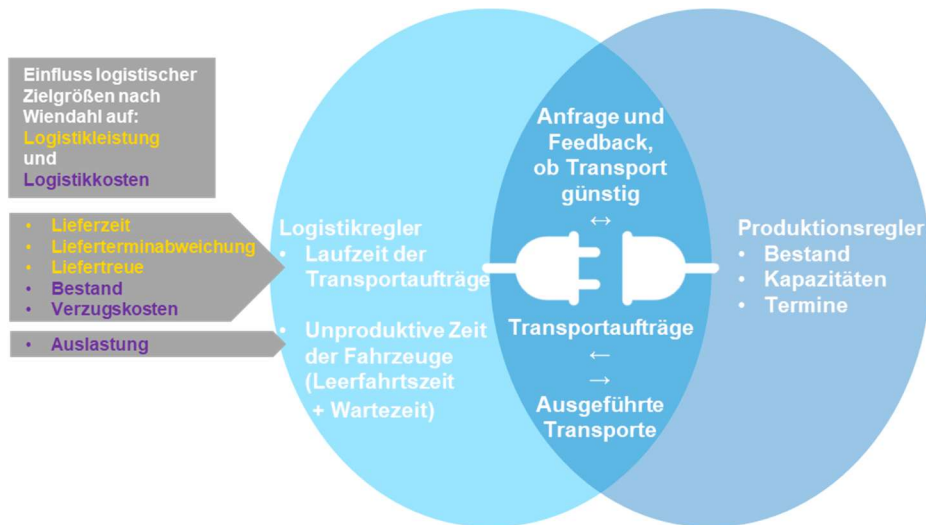 Einfluss logistischer
Zielgrößen nach
Wiendahl auf:
Logistikleistung
und
Logistikkosten
• Lieferzeit
• Lieferterminabweichung
• Liefertreue
• Bestand
• Verzugskosten
• Auslastung
Logistikregler
• Laufzeit der
Transportaufträge
• Unproduktive Zeit
der Fahrzeuge
(Leerfahrtszeit
+ Wartezeit)
Anfrage und
Feedback,
ob Transport
günstig
↔
Transportaufträge
←
→
Ausgeführte
Transporte
Produktionsregler
• Bestand
• Kapazitäten
• Termine